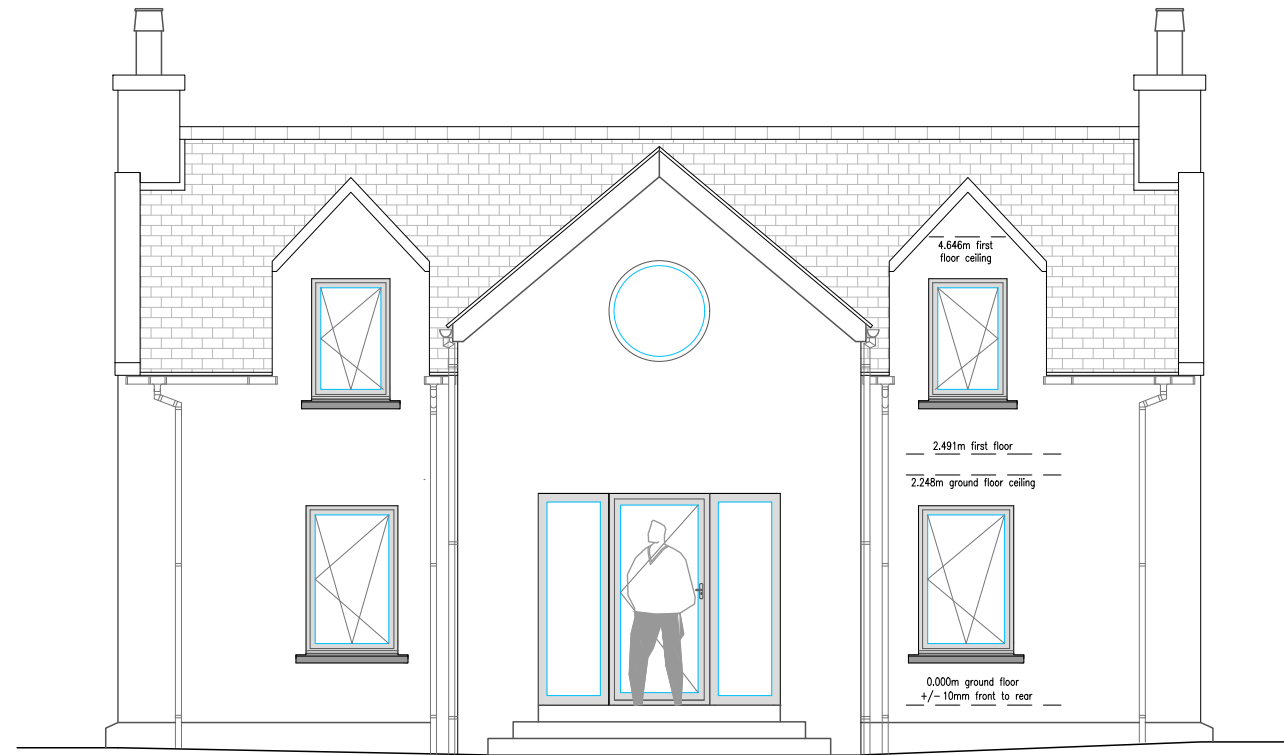 4.646m first
floor ceiling
2.491m first floor
2.248m ground floor ceiling
0.000m ground floor
+/- 10mm front to rear